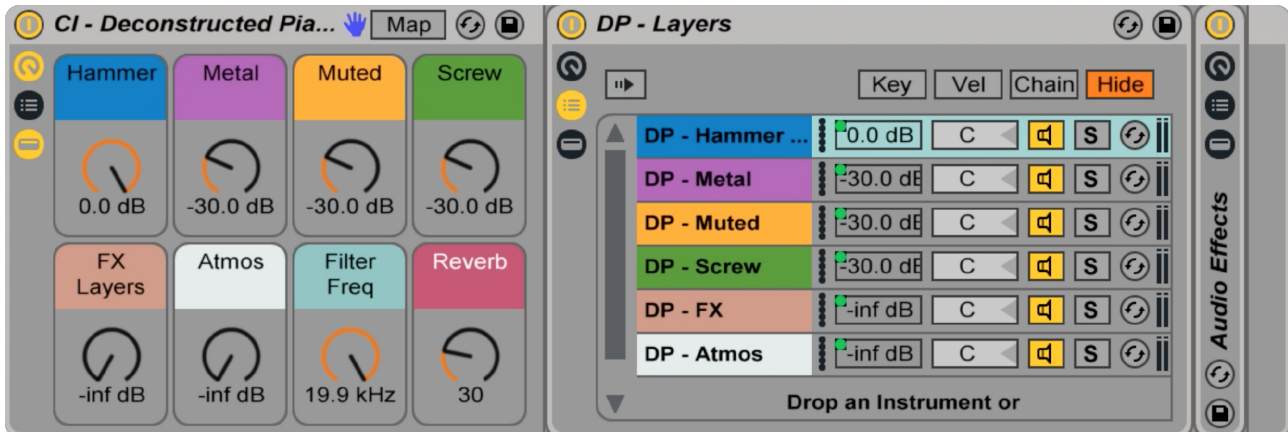 CI - Deconstructed Pia... Map
Hammer Metal Muted Screw
0.0 dB -30.0 dB -30.0 dB -30.0 dB
FX Layers Atmos Filter Freq Reverb
-inf dB -inf dB 19.9 kHz 30
DP - Layers
Key Vel Chain Hide
DP - Hammer ... 0.0 dB C S
DP - Metal -30.0 dB C S
DP - Muted -30.0 dB C S
DP - Screw -30.0 dB C S
DP - FX -inf dB C S
DP - Atmos -inf dB C S
Drop an Instrument or
Audio Effects